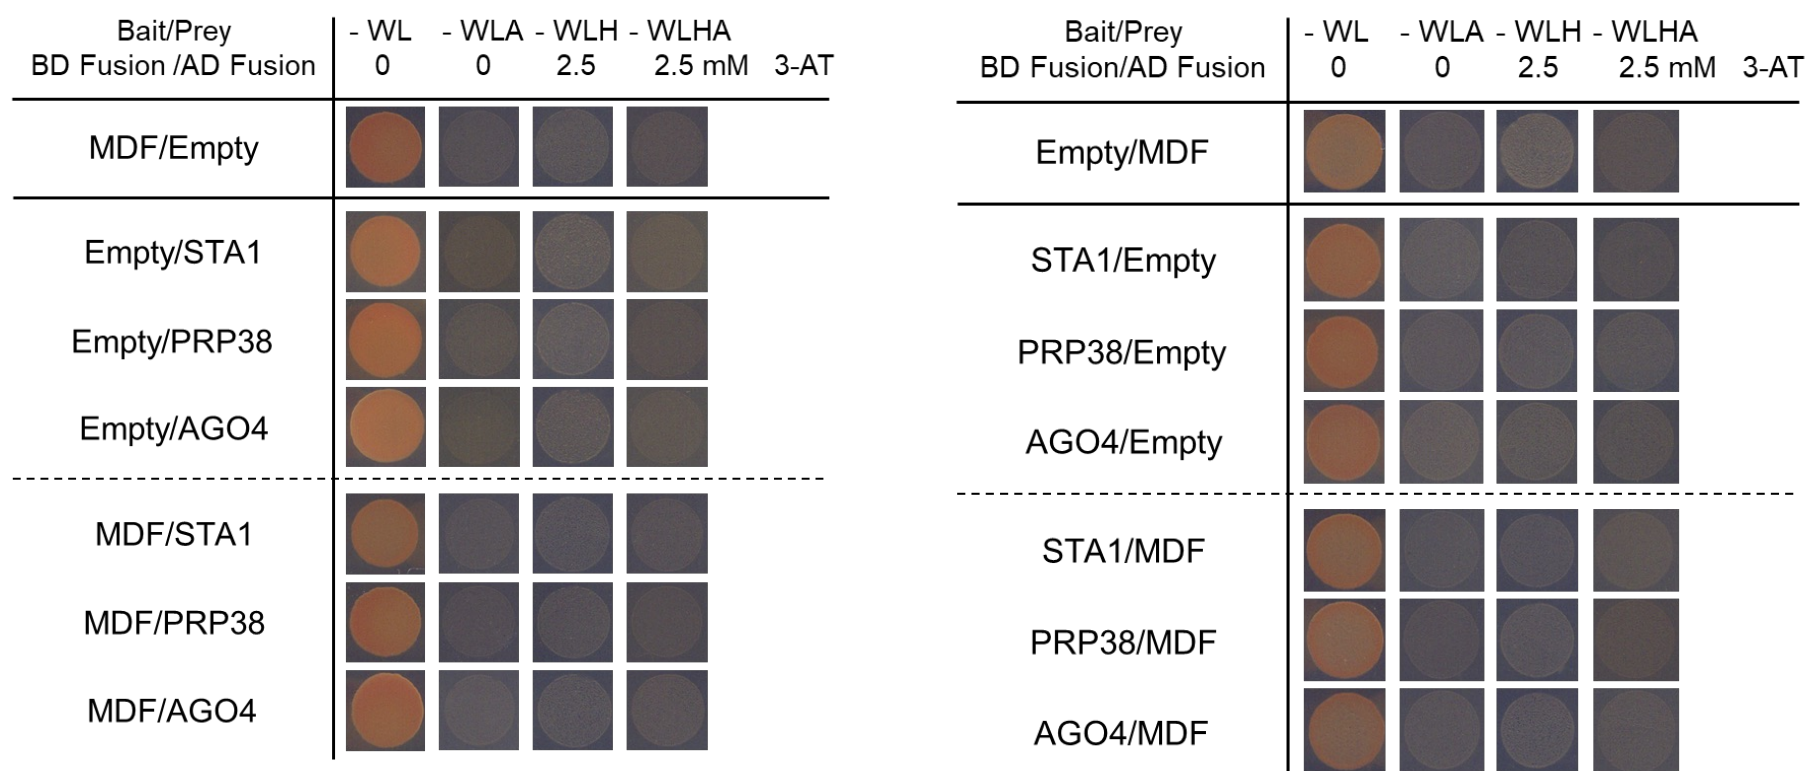 Bait/Prey - WL - WLA - WLH - WLHA
BD Fusion /AD Fusion 0 0 2.5 2.5 mM 3-AT
MDF/Empty
Empty/STA1
Empty/PRP38
Empty/AGO4
MDF/STA1
MDF/PRP38
MDF/AGO4
Bait/Prey - WL - WLA - WLH - WLHA
BD Fusion/AD Fusion 0 0 2.5 2.5 mM 3-AT
Empty/MDF
STA1/Empty
PRP38/Empty
AGO4/Empty
STA1/MDF
PRP38/MDF
AGO4/MDF